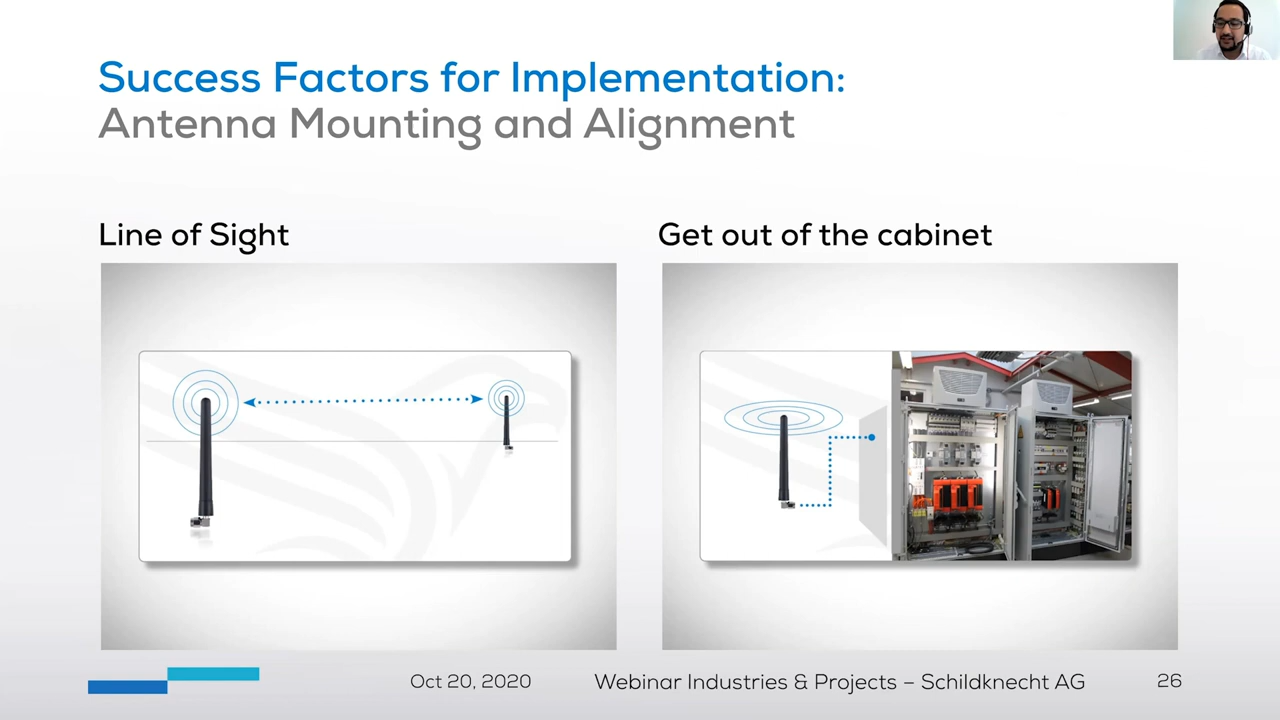 Success Factors for Implementation:
Antenna Mounting and Alignment
Line of Sight
Get out of the cabinet
Oct 20, 2020
Webinar Industries & Projects – Schildknecht AG
26